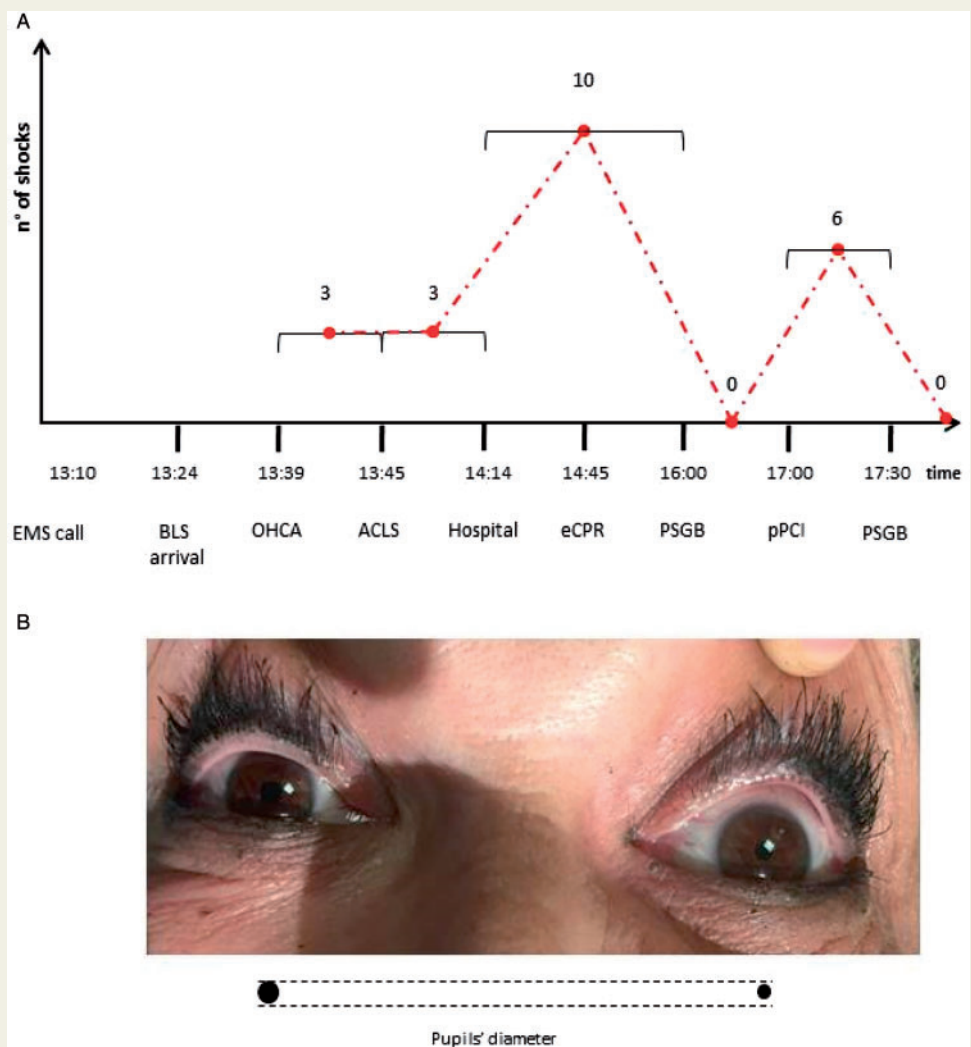 A
n° of shocks
10
6
3 3
0 0
13:10 13:24 13:39 13:45 14:14 14:45 16:00 17:00 17:30 time
EMS call BLS arrival OHCA ACLS Hospital eCPR PSGB pPCI PSGB
B
Pupils' diameter